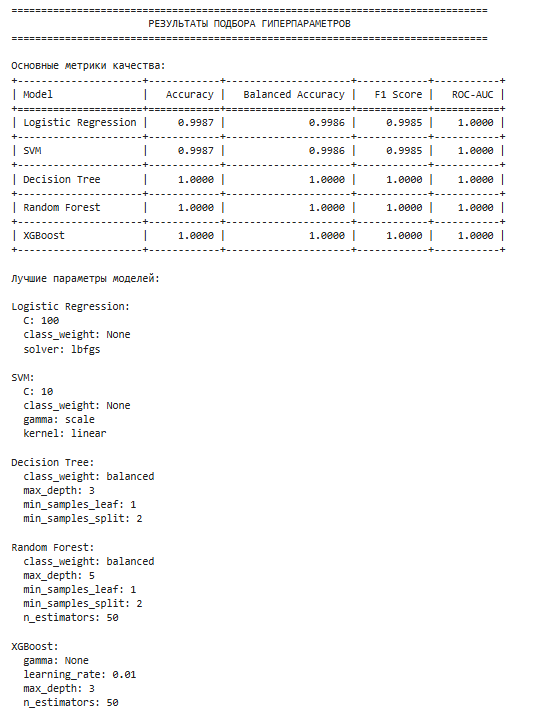 ================================================================================
РЕЗУЛЬТАТЫ ПОДБОРА ГИПЕРПАРАМЕТРОВ
================================================================================
Основные метрики качества:
+---------------------+------------+---------------------+------------+-----------+
| Model | Accuracy | Balanced Accuracy | F1 Score | ROC-AUC |
+=====================+============+=====================+============+===========+
| Logistic Regression | 0.9987 | 0.9986 | 0.9985 | 1.0000 |
+---------------------+------------+---------------------+------------+-----------+
| SVM | 0.9987 | 0.9986 | 0.9985 | 1.0000 |
+---------------------+------------+---------------------+------------+-----------+
| Decision Tree | 1.0000 | 1.0000 | 1.0000 | 1.0000 |
+---------------------+------------+---------------------+------------+-----------+
| Random Forest | 1.0000 | 1.0000 | 1.0000 | 1.0000 |
+---------------------+------------+---------------------+------------+-----------+
| XGBoost | 1.0000 | 1.0000 | 1.0000 | 1.0000 |
+---------------------+------------+---------------------+------------+-----------+
Лучшие параметры моделей:
Logistic Regression:
C: 100
class_weight: None
solver: lbfgs
SVM:
C: 10
class_weight: None
gamma: scale
kernel: linear
Decision Tree:
class_weight: balanced
max_depth: 3
min_samples_leaf: 1
min_samples_split: 2
Random Forest:
class_weight: balanced
max_depth: 5
min_samples_leaf: 1
min_samples_split: 2
n_estimators: 50
XGBoost:
gamma: None
learning_rate: 0.01
max_depth: 3
n_estimators: 50